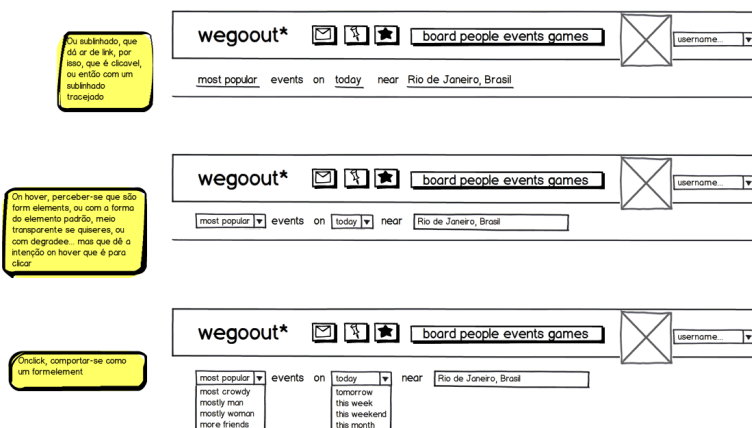 Ou sublinhado, que
dá ar de link, por
isso, que é clicavel,
ou então com um
sublinhado
tracejado
wegoout*
board people events games
username...
most popular events on today near Rio de Janeiro, Brasil
On hover, perceber-se que são
form elements, ou com a forma
do elemento padrão, meio
transparente se quiseres, ou
com degradee... mas que dê a
intenção on hover que é para
clicar
wegoout*
board people events games
username...
most popular events on today near Rio de Janeiro, Brasil
Onclick, comportar-se como
um formelement
wegoout*
board people events games
username...
most popular events on today near Rio de Janeiro, Brasil
most crowdy
mostly man
mostly woman
more friends
tomorrow
this week
this weekend
this month